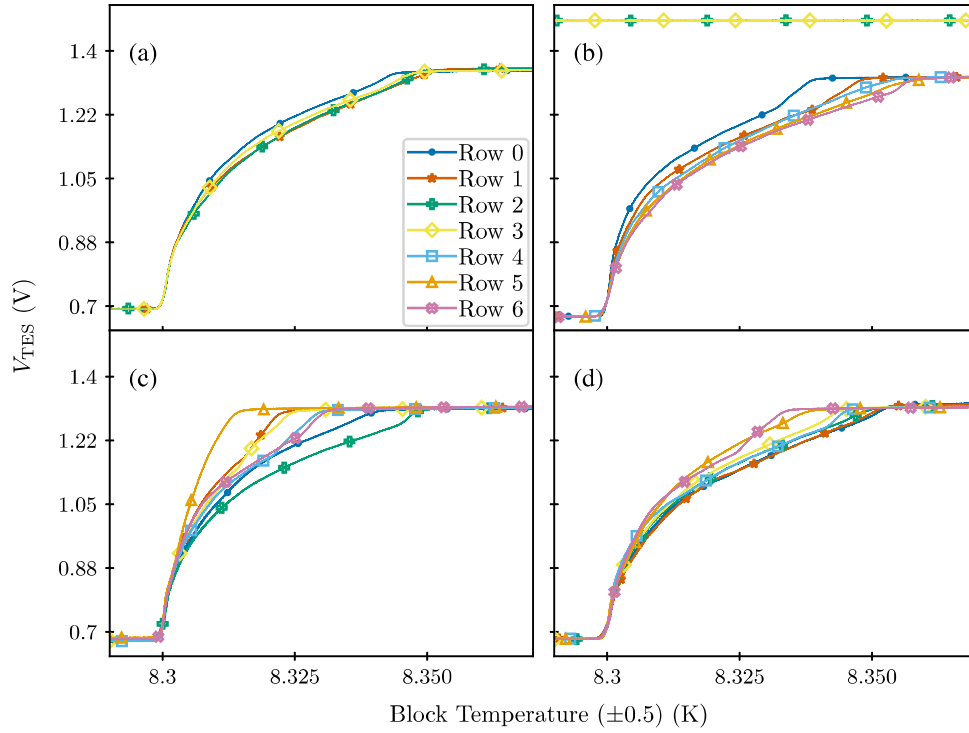 (a)
(b)
1.4
1.22
1.05
0.88
0.7
Row 0
Row 1
Row 2
Row 3
Row 4
Row 5
Row 6
V_TES (V)
(c)
(d)
1.4
1.22
1.05
0.88
0.7
8.3
8.325
8.350
8.3
8.325
8.350
Block Temperature (±0.5) (K)